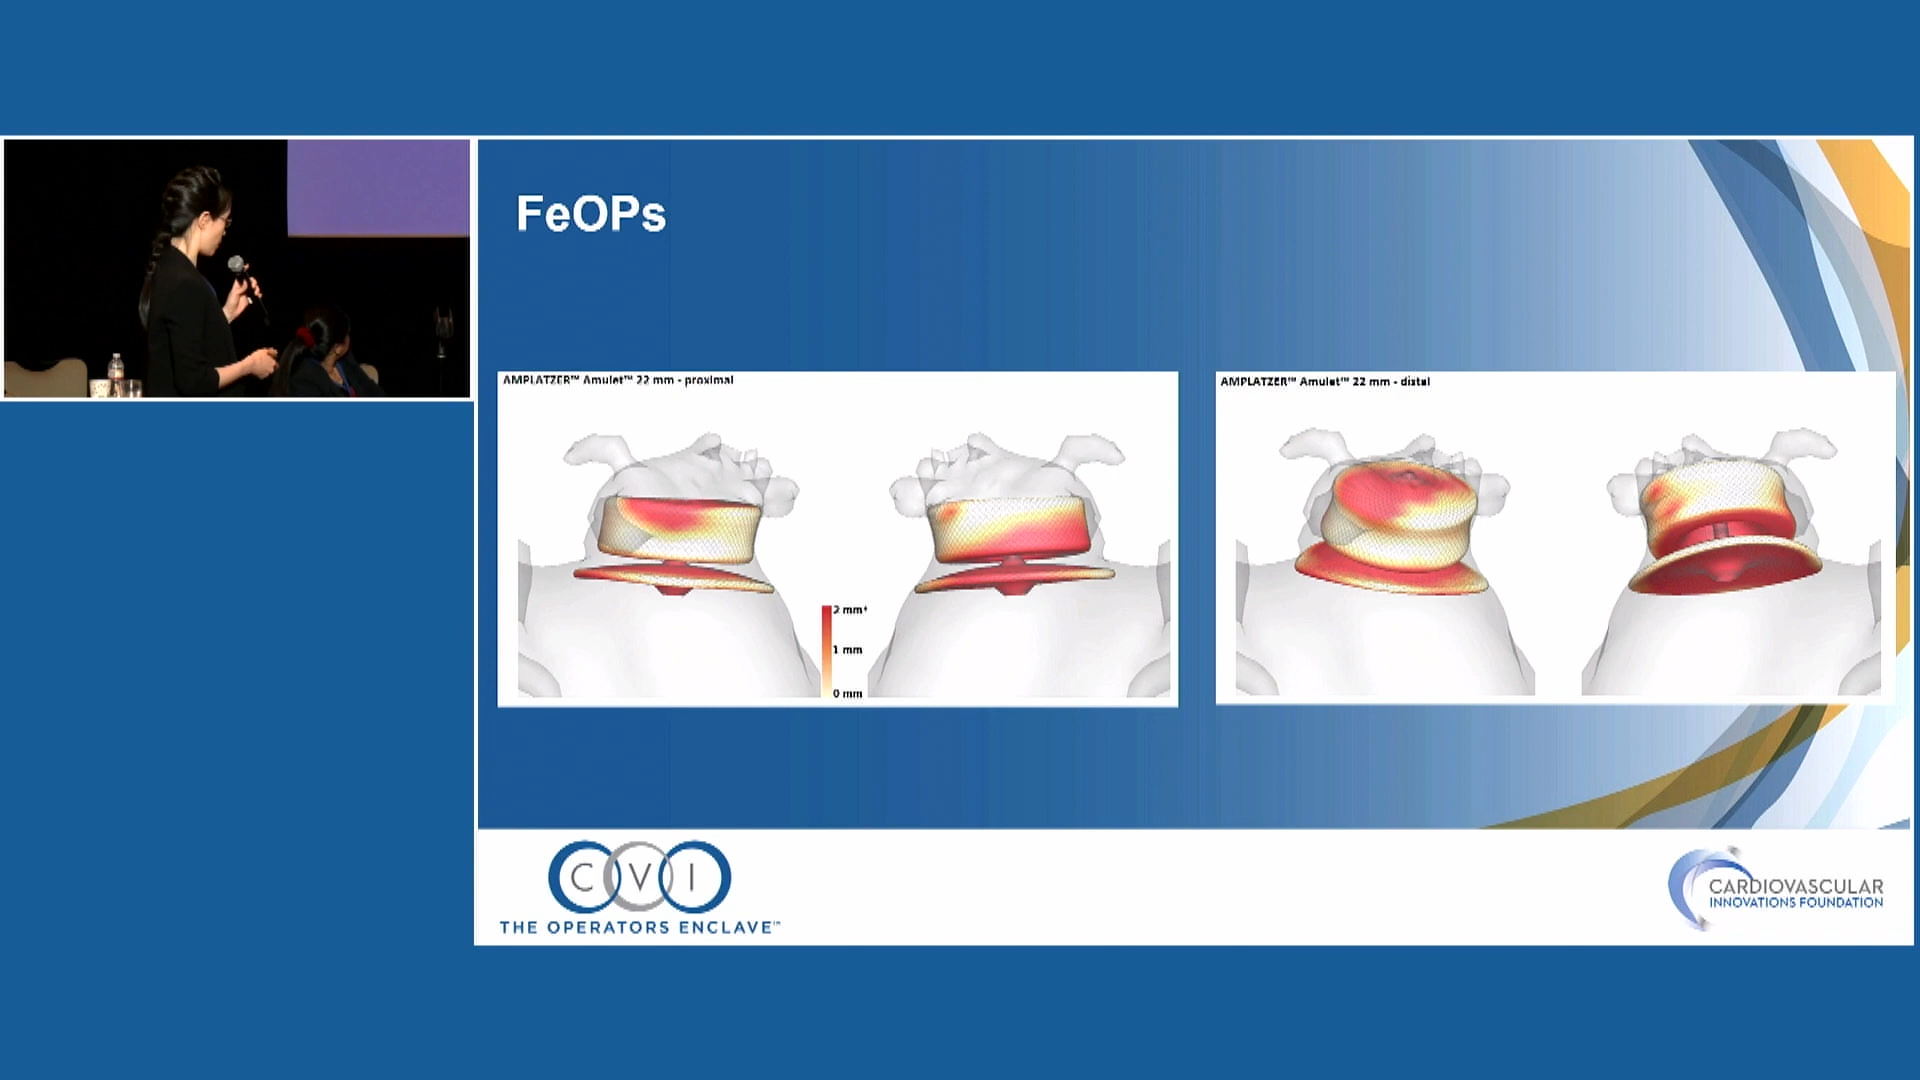 FeOPs
AMPLATZER™ Amulet™ 22 mm - proximal
AMPLATZER™ Amulet™ 22 mm - distal
2 mm+
1 mm
0 mm
CVI
THE OPERATORS ENCLAVE™
CARDIOVASCULAR
INNOVATIONS FOUNDATION